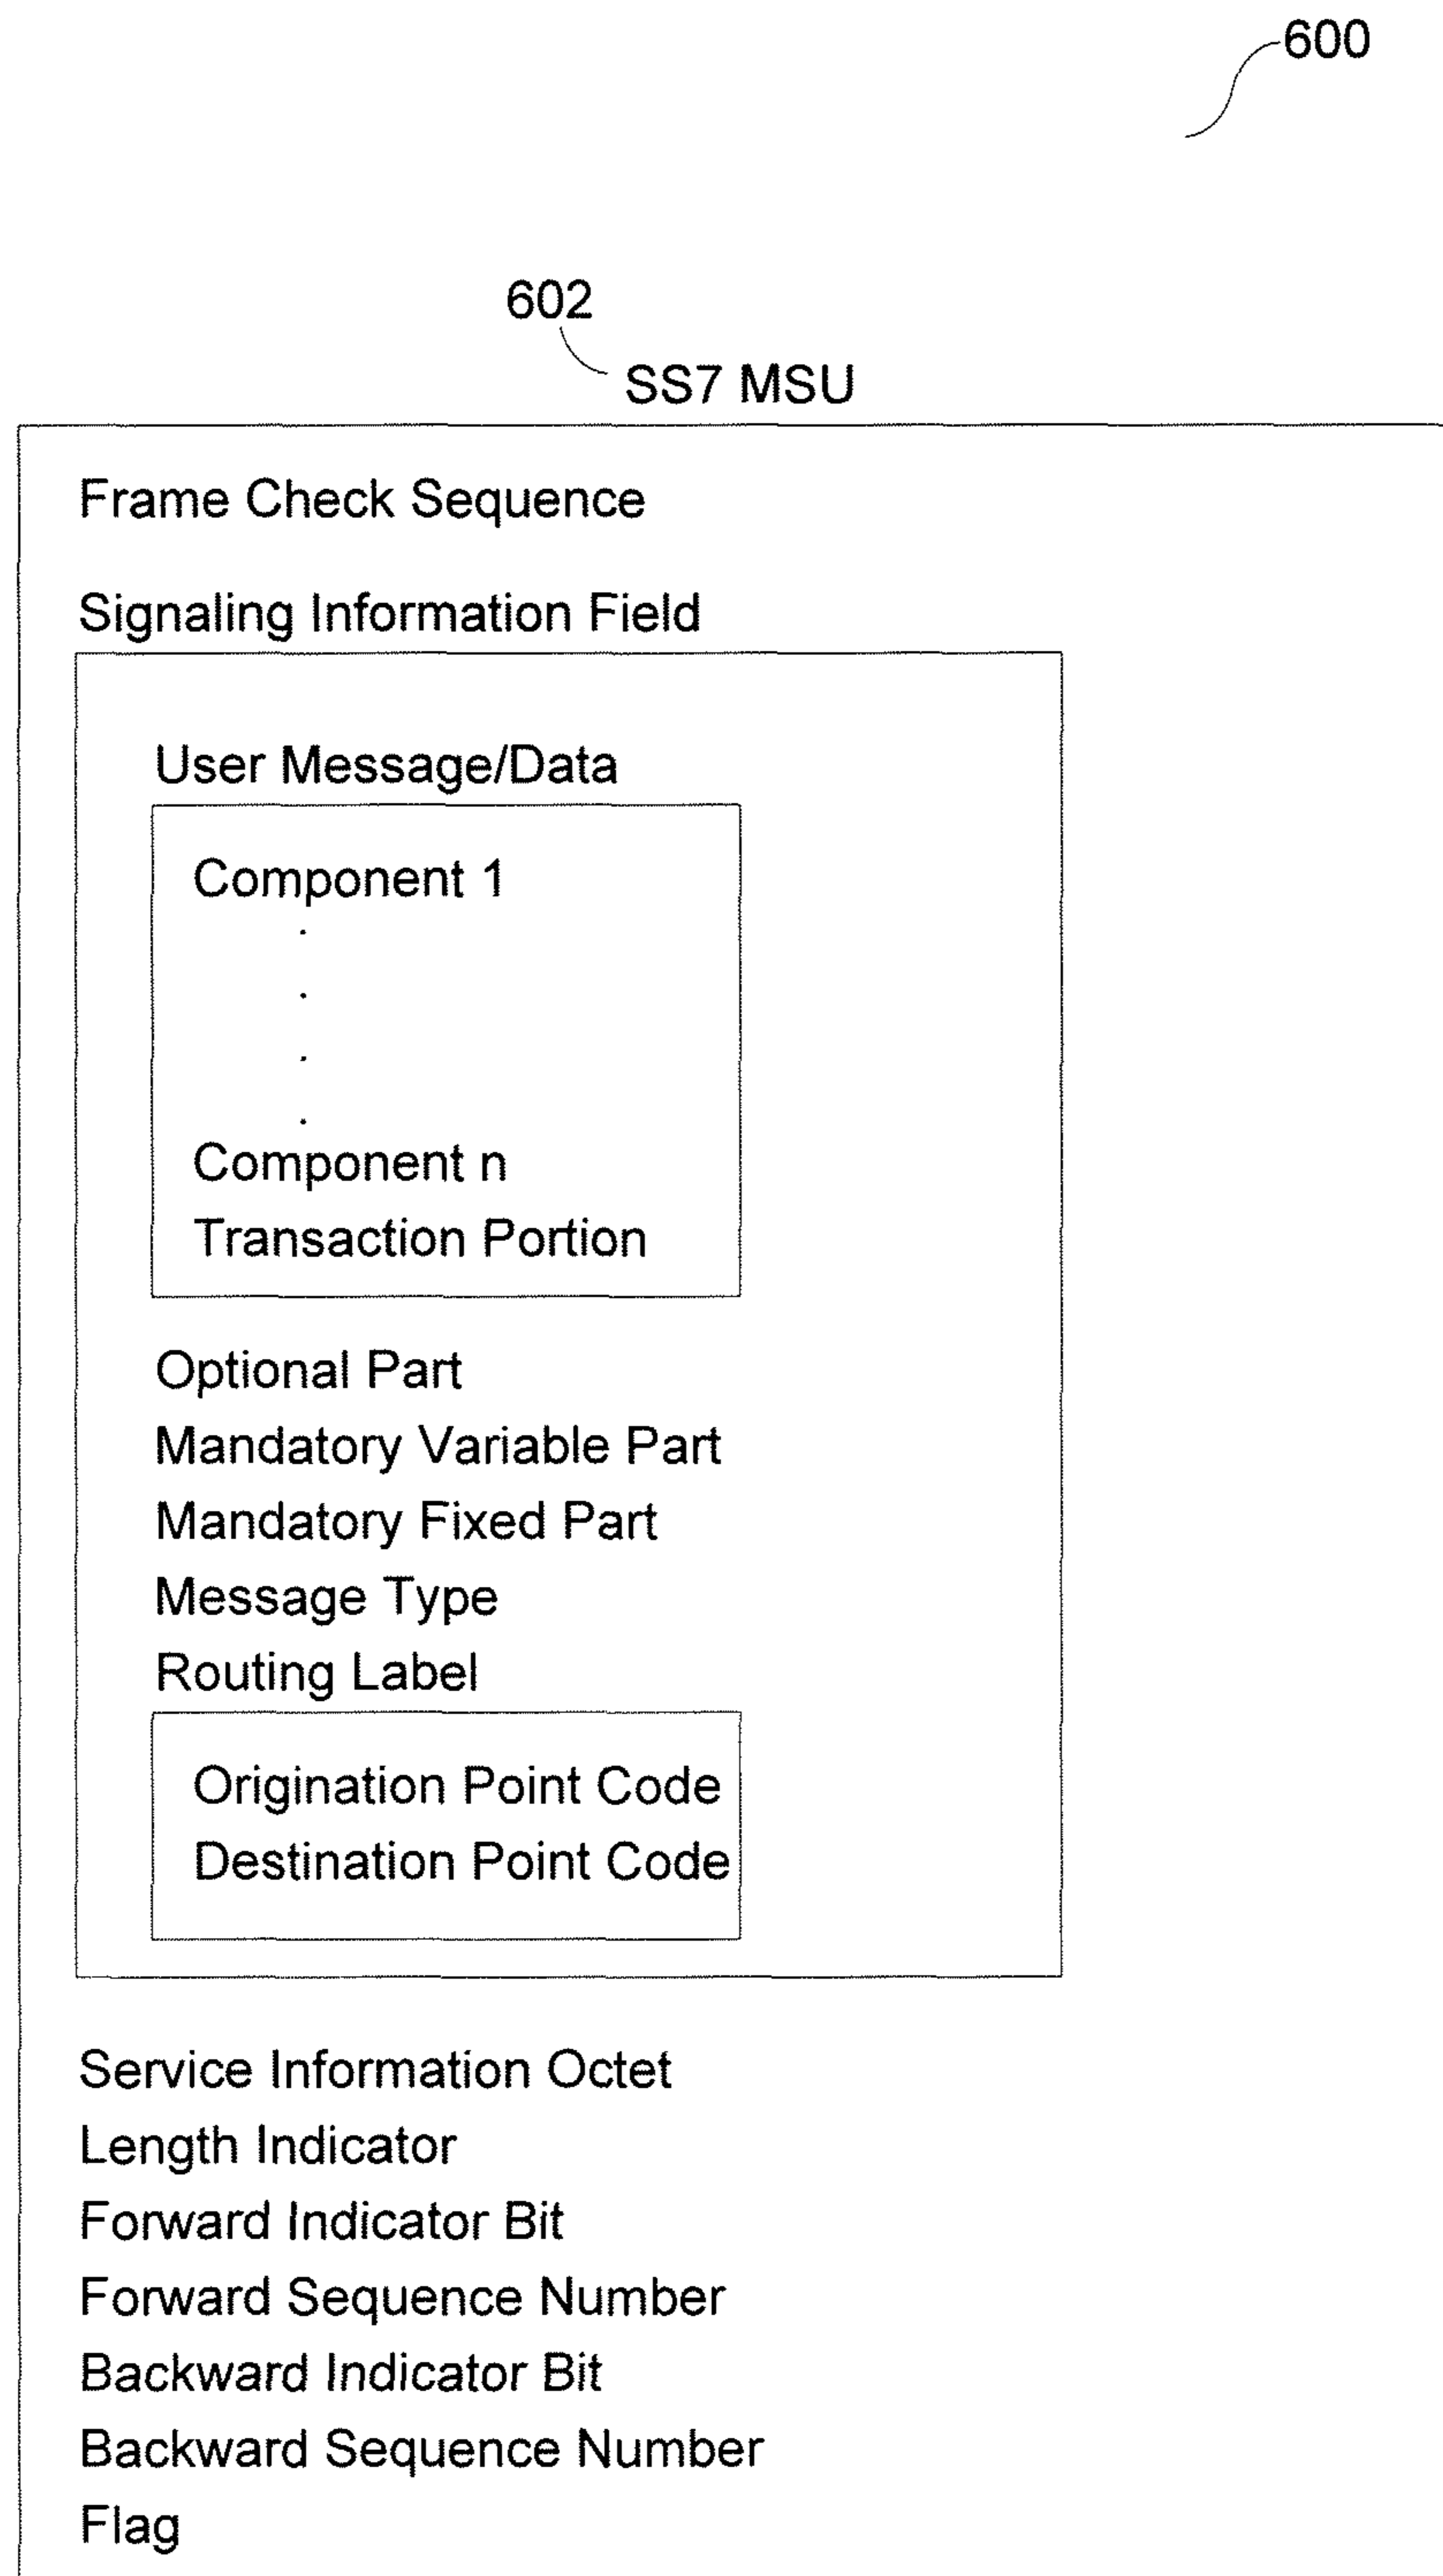 600
602
SS7 MSU
Frame Check Sequence
Signaling Information Field
User Message/Data
Component 1
.
.
.
.
Component n
Transaction Portion
Optional Part
Mandatory Variable Part
Mandatory Fixed Part
Message Type
Routing Label
Origination Point Code
Destination Point Code
Service Information Octet
Length Indicator
Forward Indicator Bit
Forward Sequence Number
Backward Indicator Bit
Backward Sequence Number
Flag